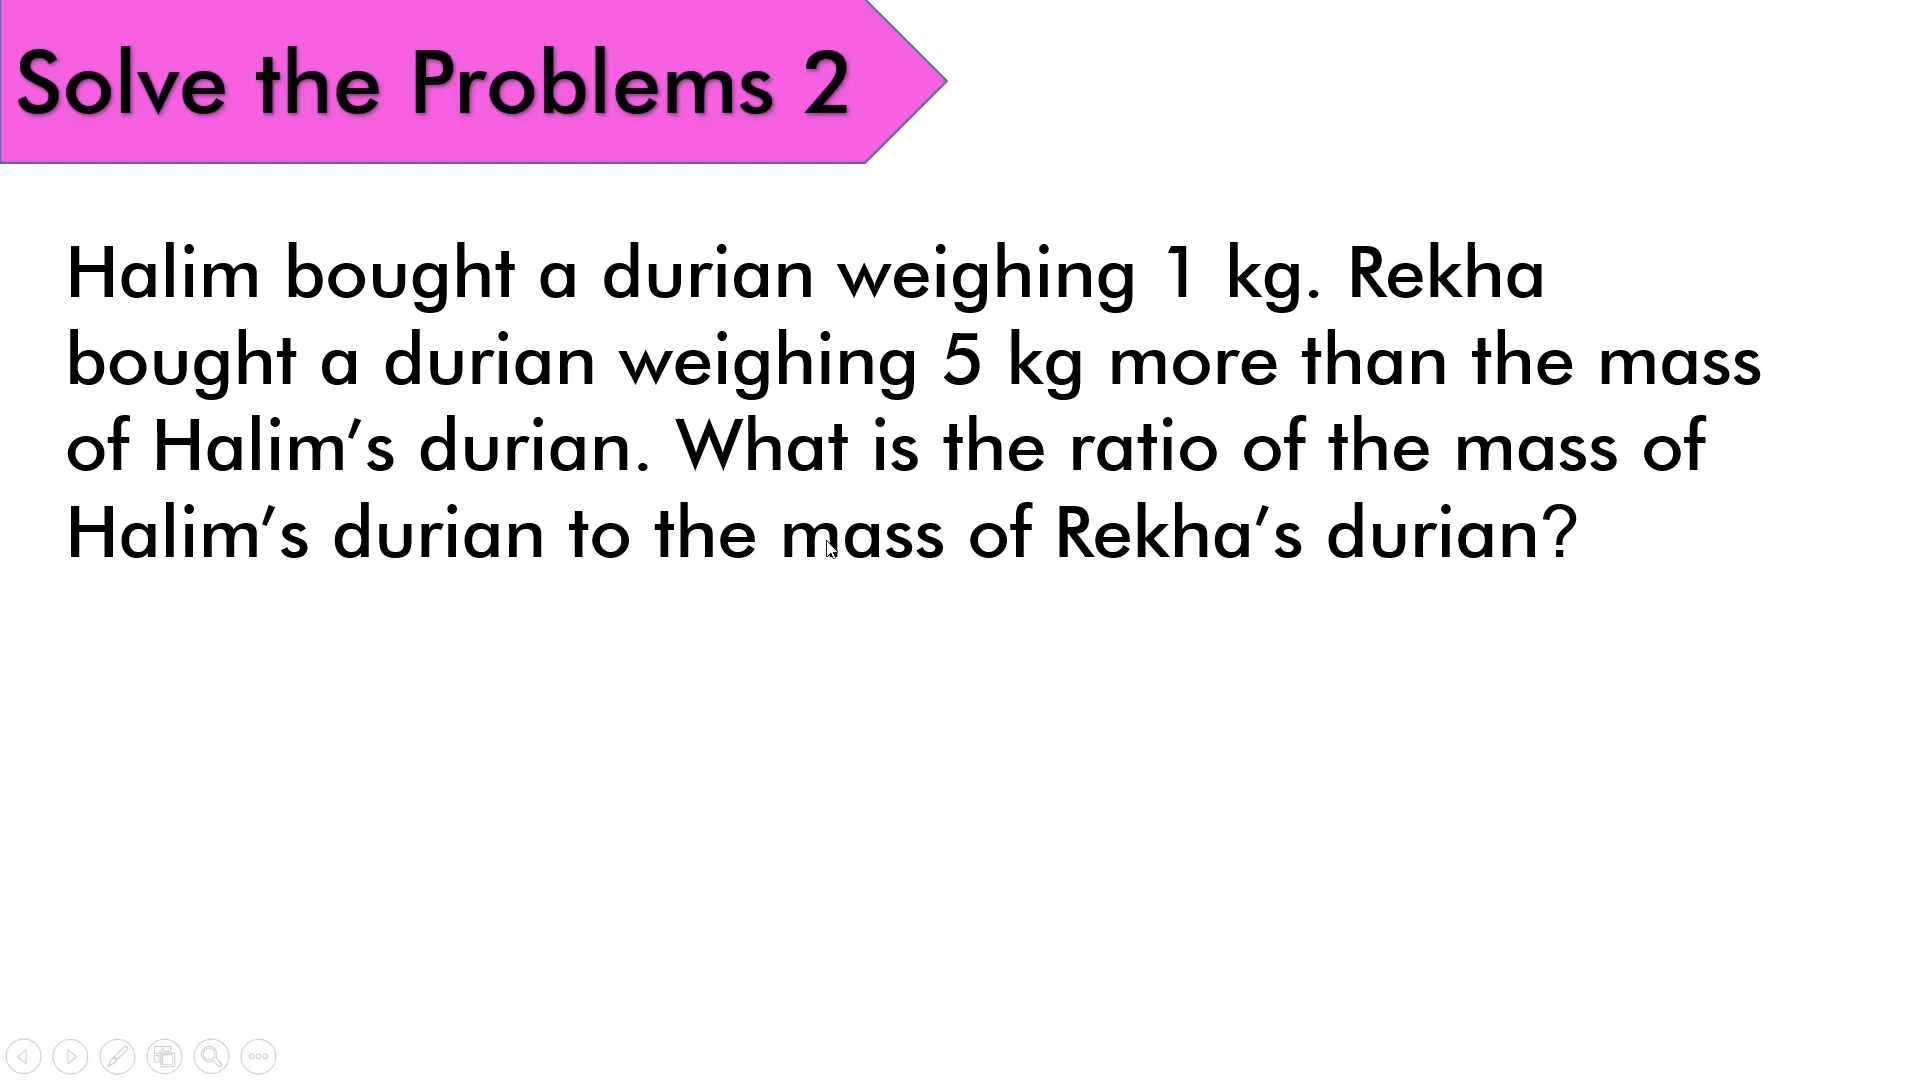 Solve the Problems 2
Halim bought a durian weighing 1 kg. Rekha
bought a durian weighing 5 kg more than the mass
of Halim’s durian. What is the ratio of the mass of
Halim’s durian to the mass of Rekha’s durian?